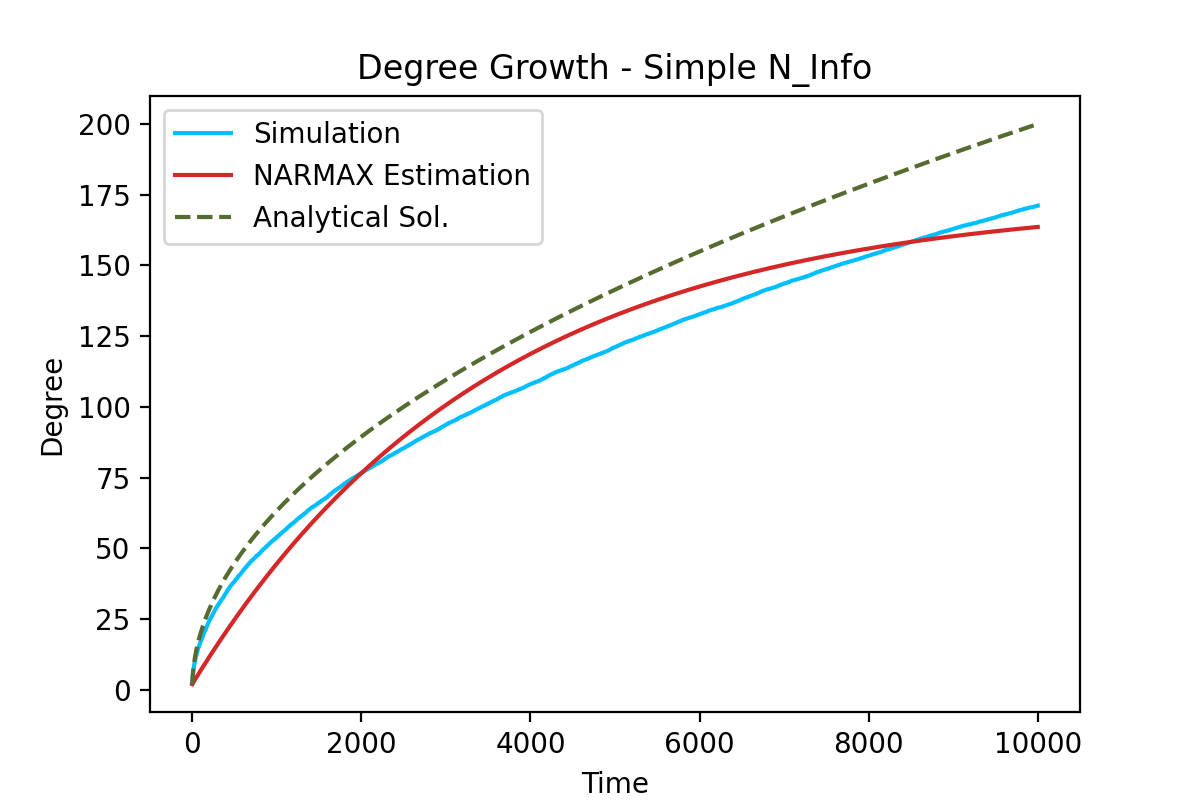 Degree Growth - Simple N_Info
Simulation
NARMAX Estimation
Analytical Sol.
200
175
150
125
100
75
50
25
0
Degree
0 2000 4000 6000 8000 10000
Time